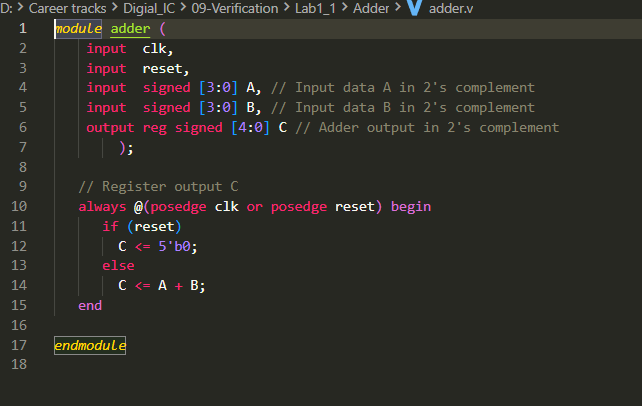 D: > Career tracks > Digial_IC > 09-Verification > Lab1_1 > Adder > adder.v
1 module adder (
2 input clk,
3 input reset,
4 input signed [3:0] A, // Input data A in 2's complement
5 input signed [3:0] B, // Input data B in 2's complement
6 output reg signed [4:0] C // Adder output in 2's complement
7 );
8
9 // Register output C
10 always @(posedge clk or posedge reset) begin
11 if (reset)
12 C <= 5'b0;
13 else
14 C <= A + B;
15 end
16
17 endmodule
18